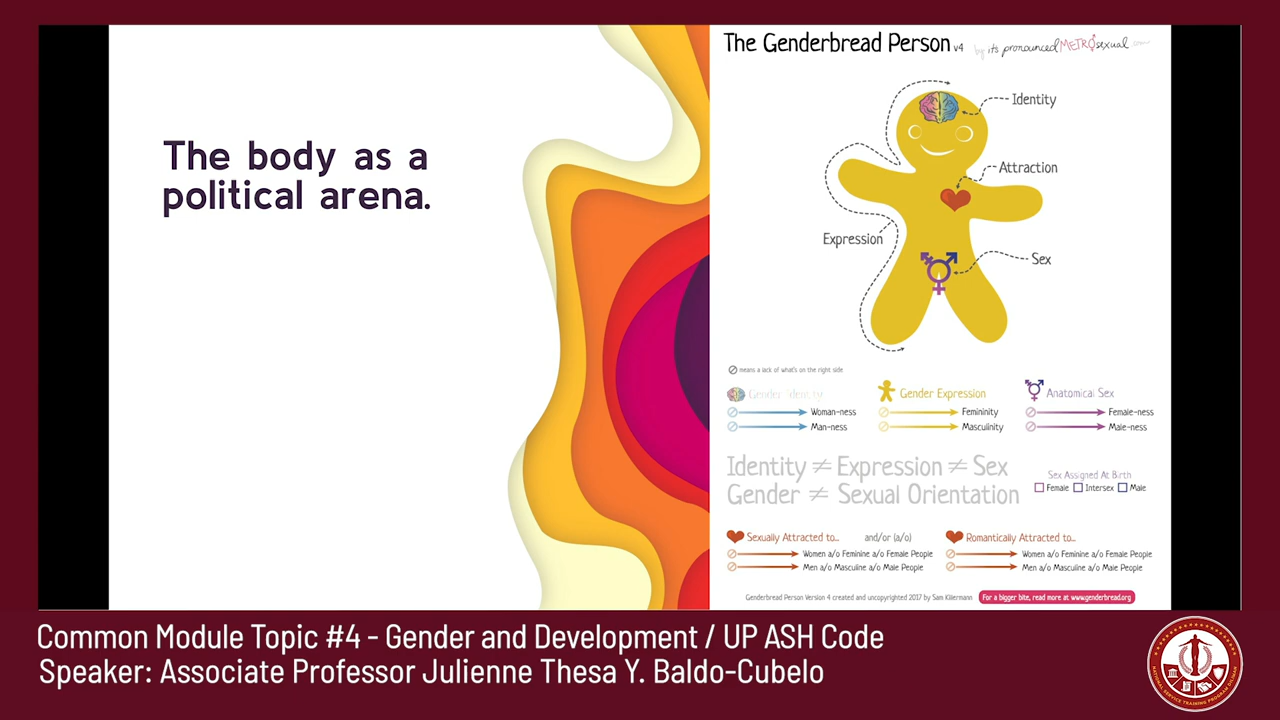 The body as a
political arena.
The Genderbread Person v4 by it's pronounced METROsexual
Identity
Attraction
Expression
Sex
means a lack of what's on the right side
Gender Identity
Woman-ness
Man-ness
Gender Expression
Femininity
Masculinity
Anatomical Sex
Female-ness
Male-ness
Identity ≠ Expression ≠ Sex
Gender ≠ Sexual Orientation
Sex Assigned At Birth
Female Intersex Male
Sexually Attracted to... and/or (a/o)
Women a/o Feminine a/o Female People
Men a/o Masculine a/o Male People
Romantically Attracted to...
Women a/o Feminine a/o Female People
Men a/o Masculine a/o Male People
Genderbread Person Version 4 created and uncopyrighted 2017 by Sam Killermann
For a bigger bite, read more at www.genderbread.org
Common Module Topic #4 - Gender and Development / UP ASH Code
Speaker: Associate Professor Julienne Thesa Y. Baldo-Cubelo
NATIONAL SERVICE TRAINING PROGRAM DILIMAN